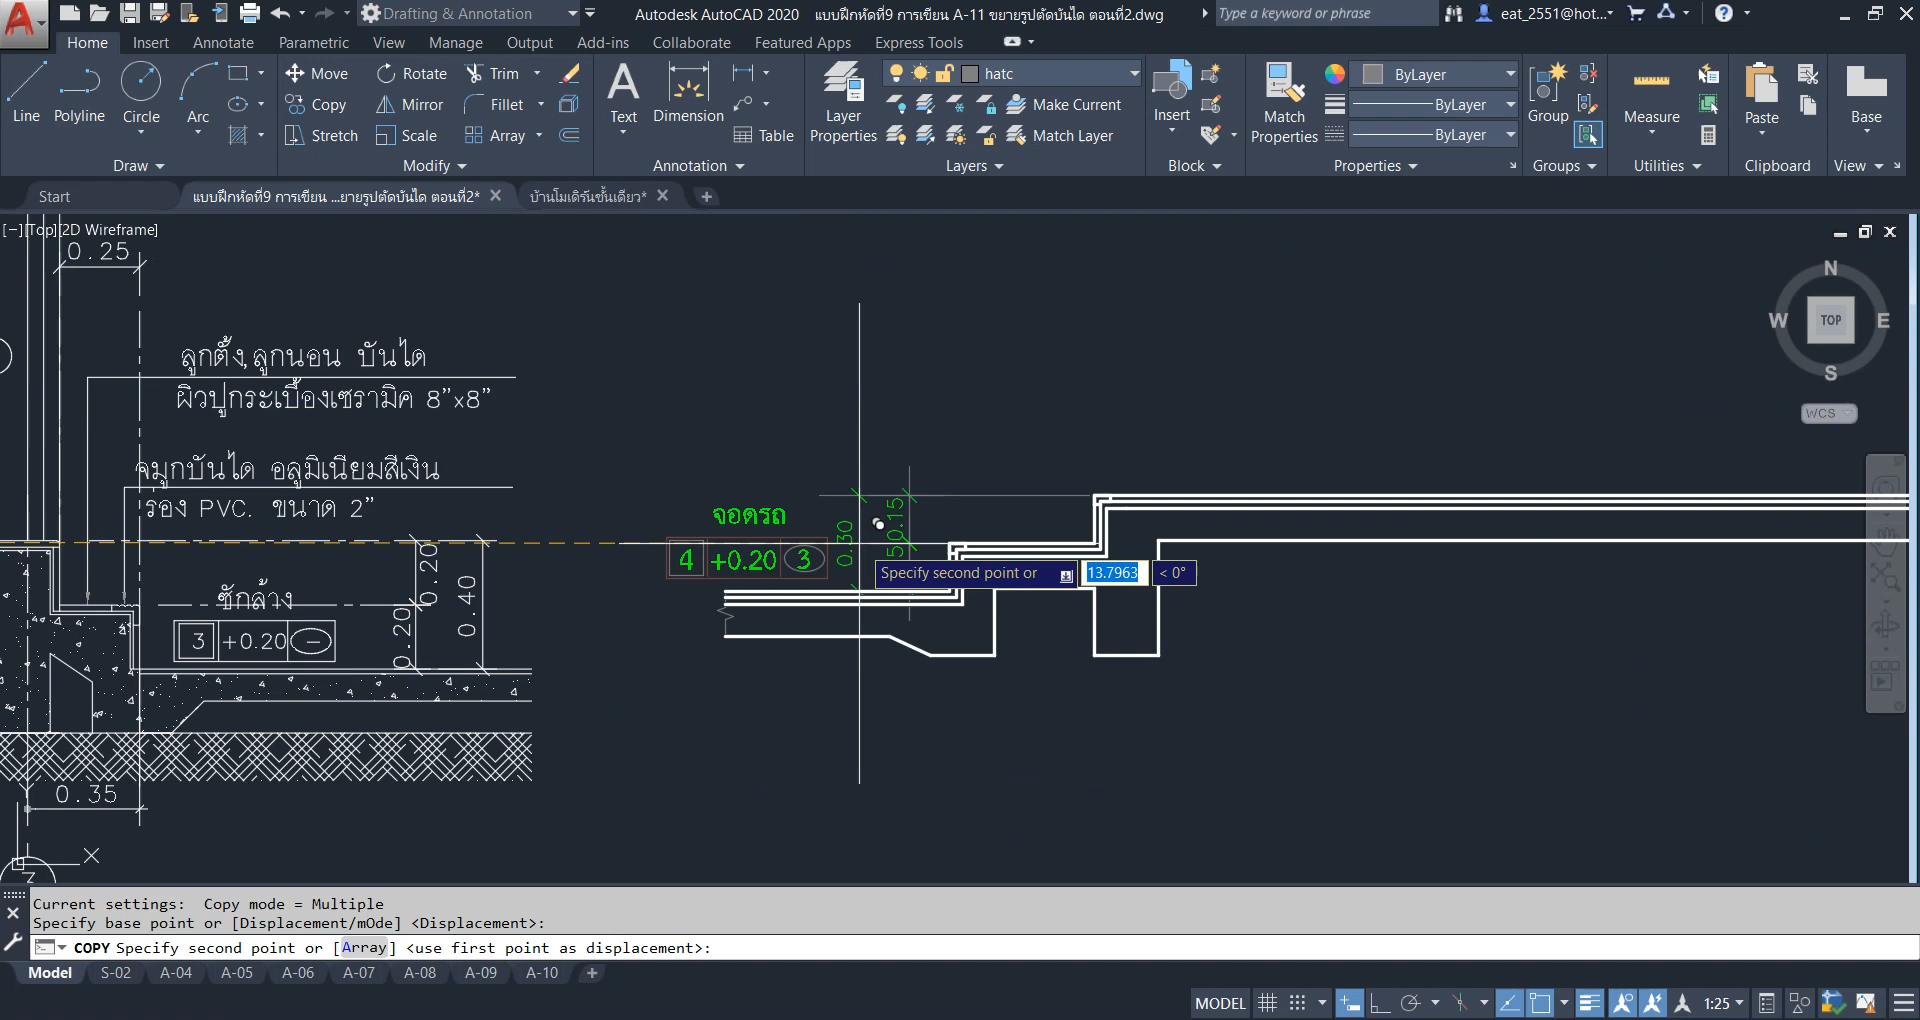 Drafting & Annotation
Autodesk AutoCAD 2020 แบบฝึกหัดที่9 การเขียน A-11 ขยายรูปตัดบันได ตอนที่2.dwg
Type a keyword or phrase
eat_2551@hot...
Home Insert Annotate Parametric View Manage Output Add-ins Collaborate Featured Apps Express Tools
Line Polyline Circle Arc
Move Rotate Trim
Copy Mirror Fillet
Stretch Scale Array
Text Dimension
Table
Layer Properties
hatc
Make Current
Match Layer
Insert
Match Properties
ByLayer
ByLayer
ByLayer
Group Measure Paste Base
Draw Modify Annotation Layers Block Properties Groups Utilities Clipboard View
Start
แบบฝึกหัดที่9 การเขียน ...ยายรูปตัดบันได ตอนที่2*
บ้านโมเดิร์นชั้นเดียว*
[−][Top][2D Wireframe]
0.25
N
W TOP E
S
WCS
ลูกตั้ง,ลูกนอน บันได
ผิวปูกระเบื้องเซรามิค 8"x8"
จมูกบันได อลูมิเนียมสีเงิน
รอง PVC. ขนาด 2"
จอดรถ
4 +0.20 3
0.30
0.15
Specify second point or 13.7963 < 0°
ซักล้าง
3 +0.20 −
0.20
0.20
0.40
0.35
Y
X
Current settings: Copy mode = Multiple
Specify base point or [Displacement/mOde] <Displacement>:
COPY Specify second point or [Array] <use first point as displacement>:
Model S-02 A-04 A-05 A-06 A-07 A-08 A-09 A-10
MODEL
1:25